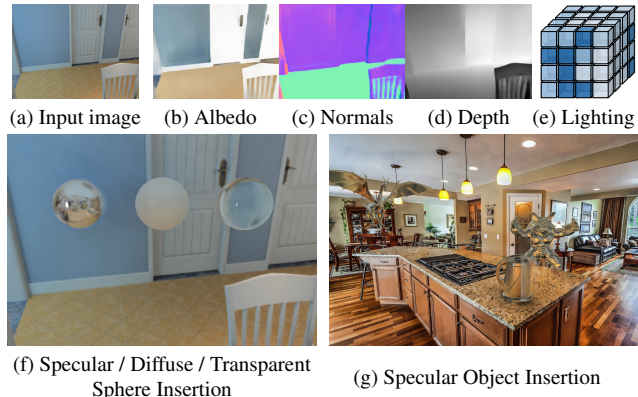 (a) Input image
(b) Albedo
(c) Normals
(d) Depth
(e) Lighting
(f) Specular / Diffuse / Transparent
Sphere Insertion
(g) Specular Object Insertion